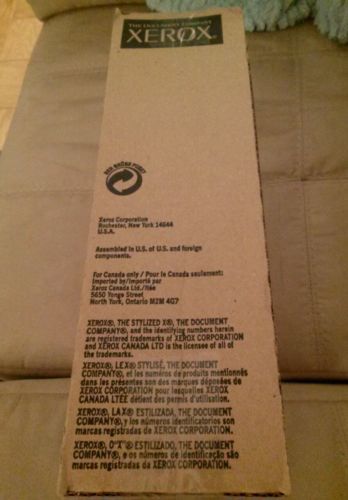 THE DOCUMENT COMPANY
XEROX®
DER GRÜNE PUNKT
Xerox Corporation
Rochester, New York 14644
U.S.A.
Assembled in U.S. of U.S. and foreign
components.
For Canada only / Pour le Canada seulement:
Imported by/Importé par
Xerox Canada Ltd./ltée
5650 Yonge Street
North York, Ontario M2M 4G7
XEROX®, THE STYLIZED X®, THE DOCUMENT
COMPANY®, and the identifying numbers herein
are registered trademarks of XEROX CORPORATION
and XEROX CANADA LTD is the licensee of all of
the trademarks.
XEROX®, LEX® STYLISÉ, THE DOCUMENT
COMPANY®, et les numéros de produits mentionnés
dans les présentes son des marques déposées de
XEROX CORPORATION pour lesquelles XEROX
CANADA LTÉE détient des permis d'utilisation.
XEROX®, LAX® ESTILIZADA, THE DOCUMENT
COMPANY®, y los números identificatorios son
marcas registradas da XEROX CORPORATION.
XEROX®, O"X"® ESTILIZADO, THE DOCUMENT
COMPANY®, e os números de identificação são
marcas registradas da XEROX CORPORATION.